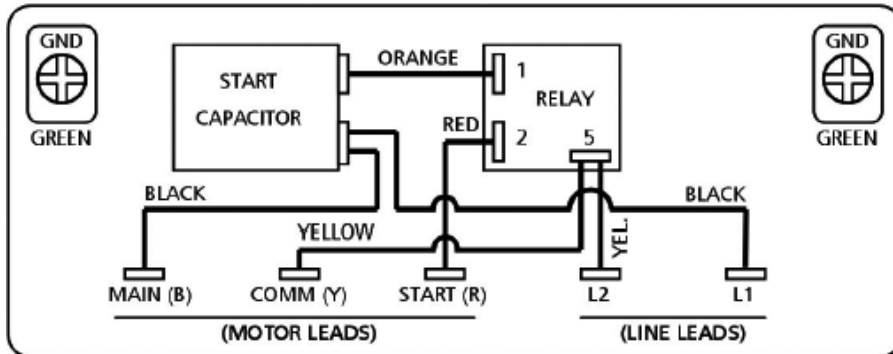 GND
GREEN
START
CAPACITOR
ORANGE
1
RELAY
RED
2
5
GND
GREEN
BLACK
BLACK
YELLOW
YEL.
MAIN (B)
COMM (Y)
START (R)
L2
L1
(MOTOR LEADS)
(LINE LEADS)